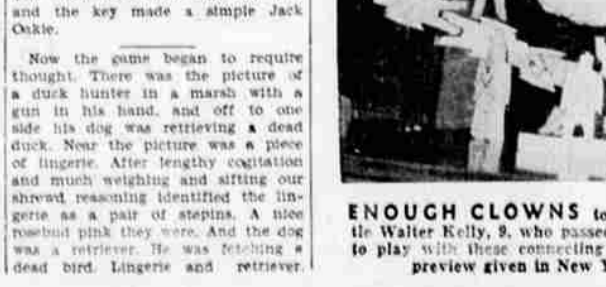 and the key made a simple Jack
Oakie.
Now the game began to require
thought. There was the picture of
a duck hunter in a marsh with a
gun in his hand, and off to one
side his dog was retrieving a dead
duck. Near the picture was a piece
of lingerie. After lengthy cogitation
and much weighing and sifting our
shrewd reasoning identified the lin-
gerie as a pair of stepins. A nice
rosebud pink they were. And the dog
was a retriever. He was fetching a
dead bird. Lingerie and retriever.
ENOUGH CLOWNS to
tle Walter Kelly, 9, who passed
to play with these connecting
preview given in New Y